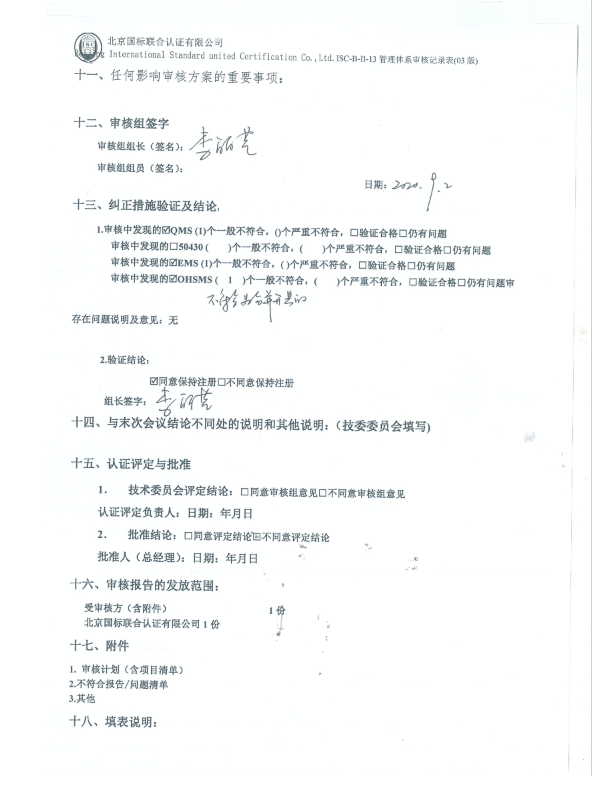 北京国标联合认证有限公司
Beijing International Standard united Certification Co.,Ltd. ISC-B-II-13 管理体系审核记录表(03 版)
十一、任何影响审核方案的重要事项：
十二、审核组签字
审核组组长（签名）：李丽芸
审核组组员（签名）：
日期：2020.9.2
十三、纠正措施验证及结论。
1.审核中发现的☑QMS (1)个一般不符合，()个严重不符合，□验证合格□仍有问题
审核中发现的□50430 (　)个一般不符合，(　)个严重不符合，□验证合格□仍有问题
审核中发现的☑EMS (1)个一般不符合，( )个严重不符合，□验证合格□仍有问题
审核中发现的☑OHSMS ( 1 )个一般不符合，(　)个严重不符合，□验证合格□仍有问题审
不符合为合并开具的
存在问题说明及意见：无
2.验证结论：
☑同意保持注册□不同意保持注册
组长签字：李丽芸
十四、与末次会议结论不同处的说明和其他说明：（技委委员会填写)
十五、认证评定与批准
1. 技术委员会评定结论：□同意审核组意见□不同意审核组意见
认证评定负责人：日期：年月日
2. 批准结论：□同意评定结论□不同意评定结论
批准人（总经理）：日期：年月日
十六、审核报告的发放范围：
受审核方（含附件） 1 份
北京国标联合认证有限公司 1 份
十七、附件
1. 审核计划（含项目清单）
2.不符合报告/问题清单
3.其他
十八、填表说明：